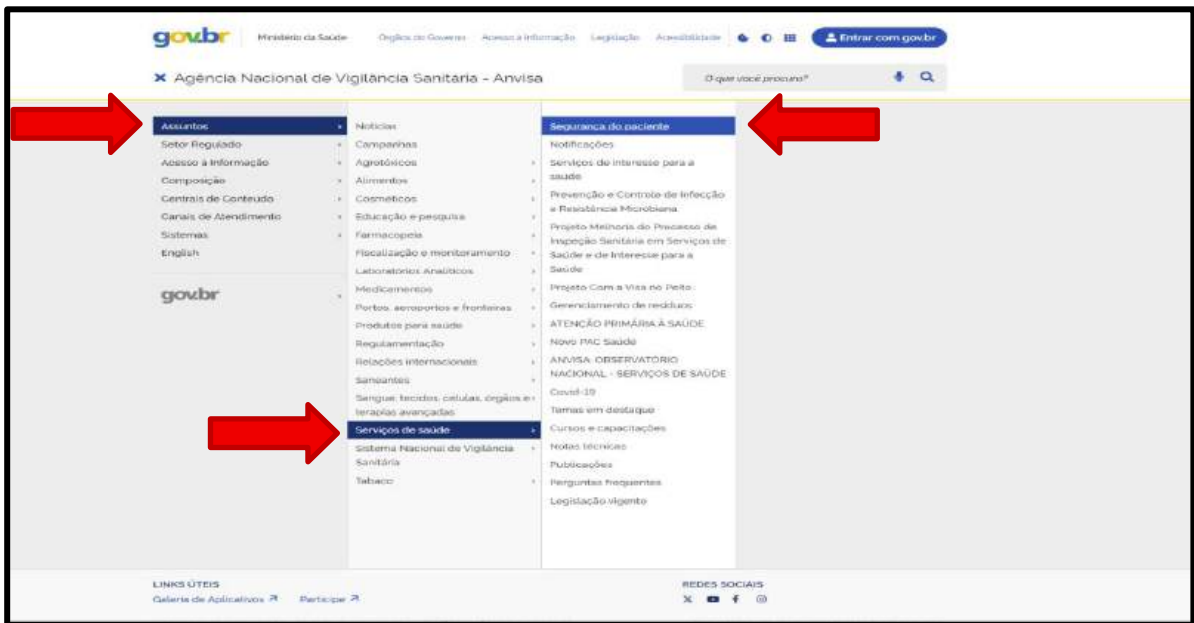 gov.br
Ministério da Saúde
Órgãos do Governo
Acesso à Informação
Legislação
Acessibilidade
Entrar com gov.br
Agência Nacional de Vigilância Sanitária - Anvisa
O que você procura?
Assuntos
Setor Regulado
Acesso à Informação
Composição
Centrais de Conteúdo
Canais de Atendimento
Sistemas
English
gov.br
Notícias
Campanhas
Agrotóxicos
Alimentos
Cosméticos
Educação e pesquisa
Farmacopeia
Fiscalização e monitoramento
Laboratórios Analíticos
Medicamentos
Portos, aeroportos e fronteiras
Produtos para saúde
Regulamentação
Relações internacionais
Saneantes
Sangue, tecidos, células, órgãos e
terapias avançadas
Serviços de saúde
Sistema Nacional de Vigilância
Sanitária
Tabaco
Segurança do paciente
Notificações
Serviços de interesse para a
saúde
Prevenção e Controle de Infecção
e Resistência Microbiana
Projeto Melhoria do Processo de
Inspeção Sanitária em Serviços de
Saúde e de Interesse para a
Saúde
Projeto Com a Visa no Peito
Gerenciamento de resíduos
ATENÇÃO PRIMÁRIA À SAÚDE
Novo PAC Saúde
ANVISA: OBSERVATÓRIO
NACIONAL - SERVIÇOS DE SAÚDE
Covid-19
Temas em destaque
Cursos e capacitações
Notas técnicas
Publicações
Perguntas frequentes
Legislação vigente
LINKS ÚTEIS
Galeria de Aplicativos
Participe
REDES SOCIAIS